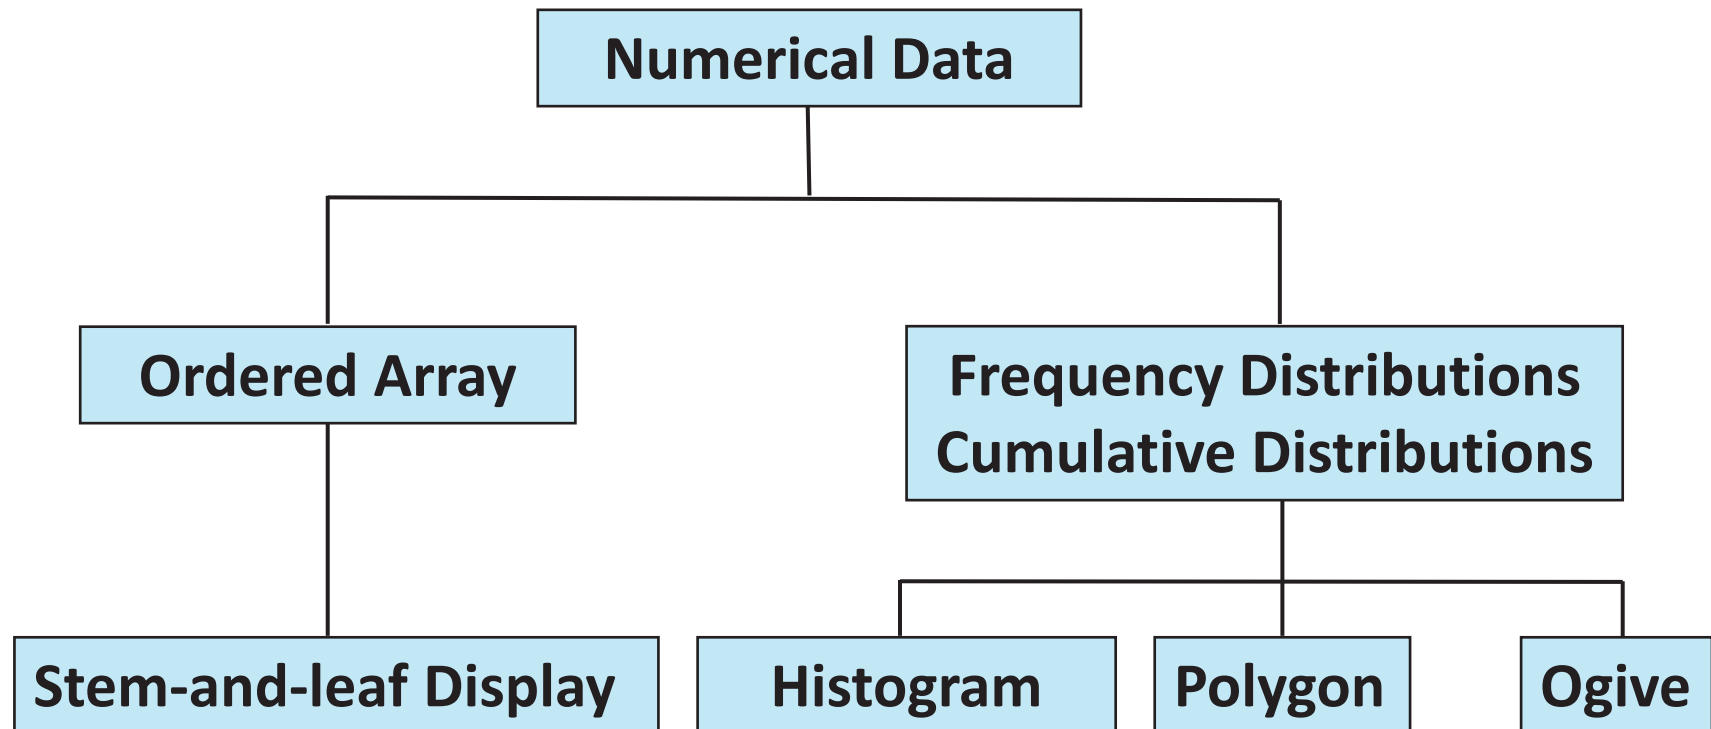 Numerical Data
Ordered Array
Frequency Distributions
Cumulative Distributions
Stem-and-leaf Display
Histogram
Polygon
Ogive